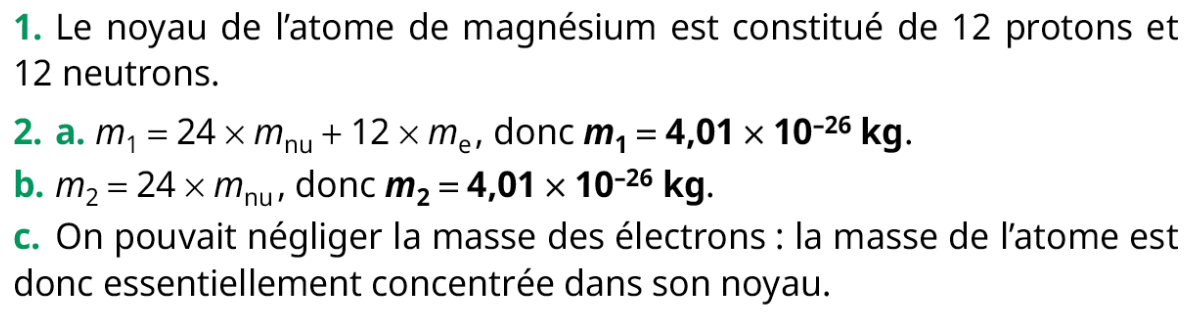 1. Le noyau de l’atome de magnésium est constitué de 12 protons et
12 neutrons.
2. a. m₁ = 24 × mₙᵤ + 12 × mₑ, donc m₁ = 4,01 × 10⁻²⁶ kg.
b. m₂ = 24 × mₙᵤ, donc m₂ = 4,01 × 10⁻²⁶ kg.
c. On pouvait négliger la masse des électrons : la masse de l’atome est
donc essentiellement concentrée dans son noyau.